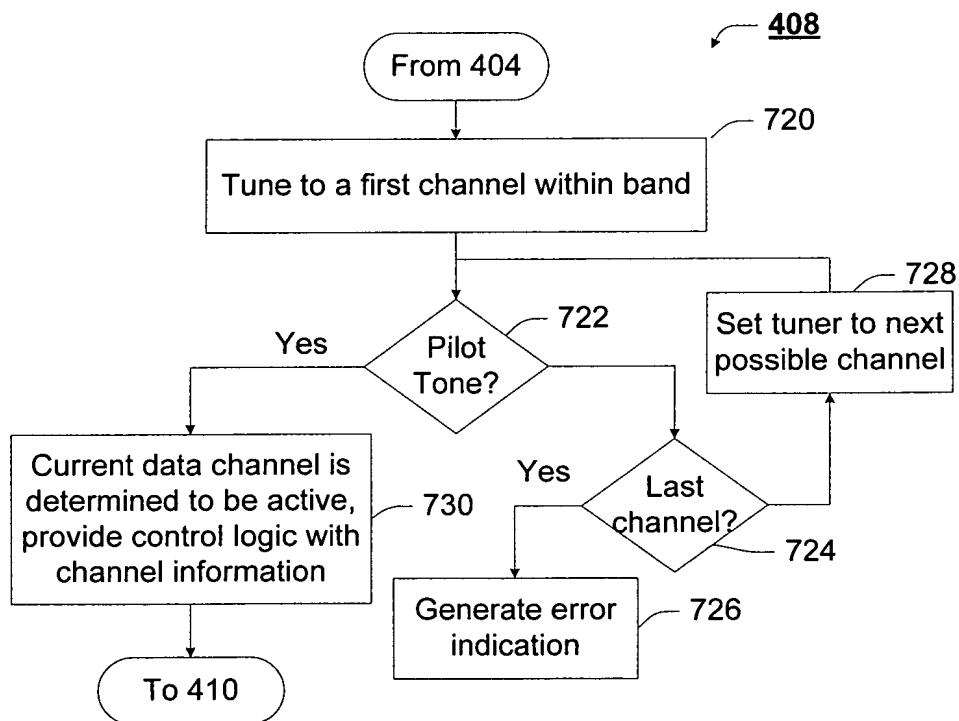 408
From 404
720
Tune to a first channel within band
728
Set tuner to next
possible channel
722
Yes
Pilot
Tone?
Current data channel is
determined to be active,
provide control logic with
channel information
730
Yes
Last
channel?
724
Generate error
indication
726
To 410